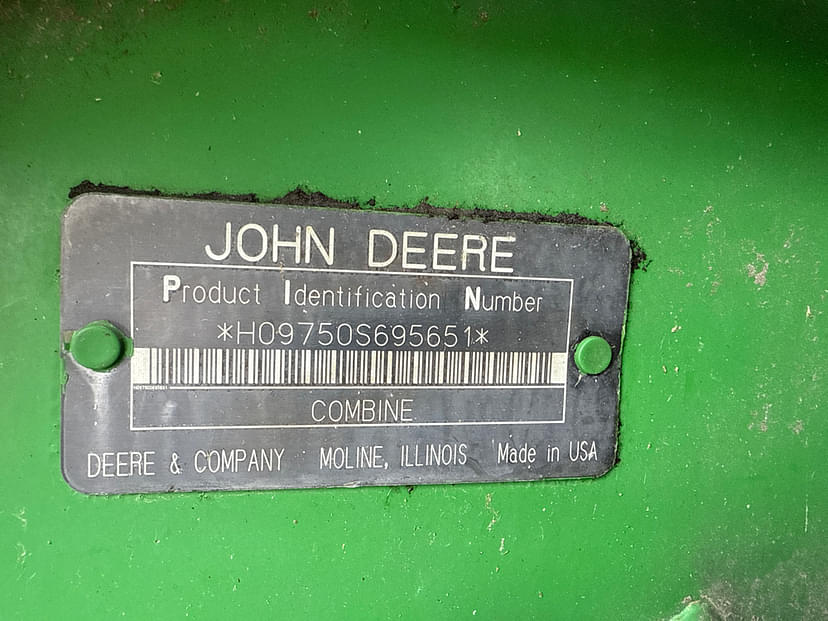 JOHN DEERE
Product Identification Number
*H09750S695651*
COMBINE
DEERE & COMPANY MOLINE, ILLINOIS Made in USA